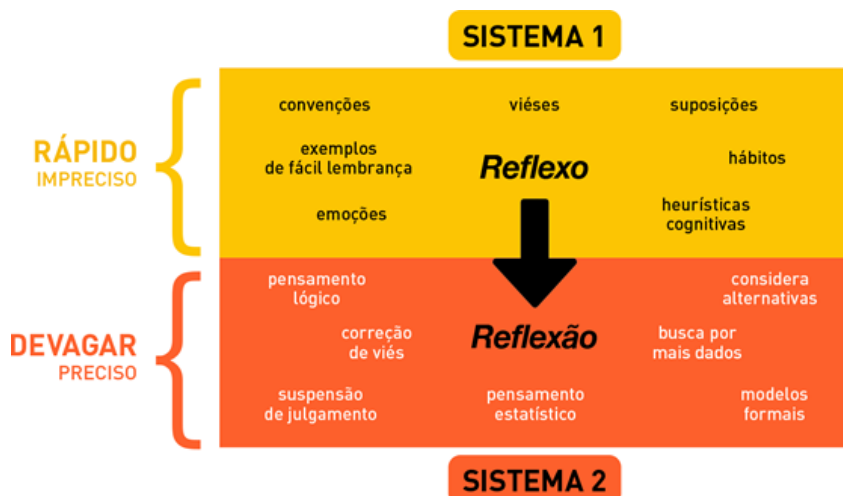 SISTEMA 1
RÁPIDO
IMPRECISO
convenções
viéses
suposições
exemplos
de fácil lembrança
Reflexo
hábitos
emoções
heurísticas
cognitivas
DEVAGAR
PRECISO
pensamento
lógico
considera
alternativas
correção
de viés
Reflexão
busca por
mais dados
suspensão
de julgamento
pensamento
estatístico
modelos
formais
SISTEMA 2